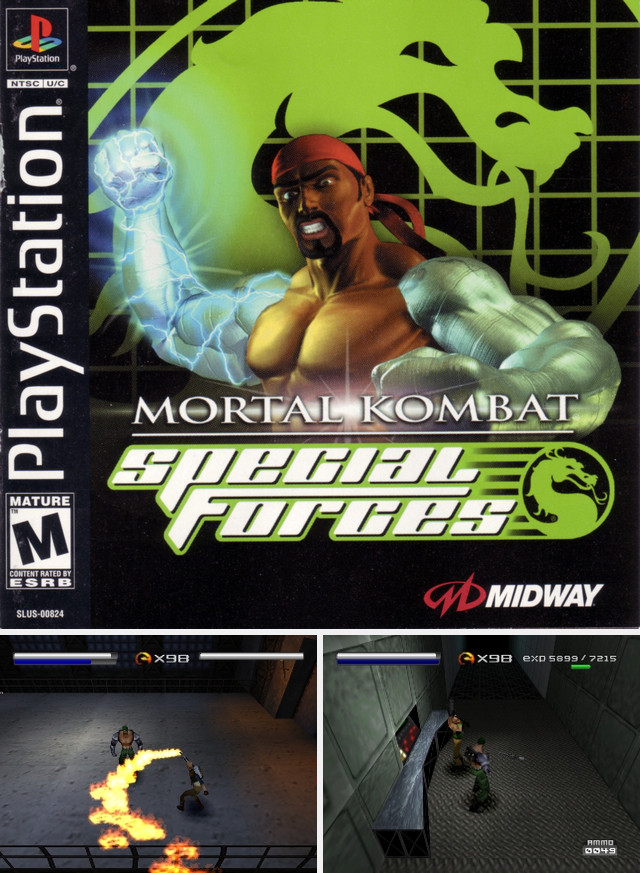 PlayStation
NTSC U/C
PlayStation
MATURE
M
CONTENT RATED BY
ESRB
SLUS-00824
MORTAL KOMBAT
Special
Forces
MIDWAY
X98
X98
EXP 5899 / 7215
AMMO
0049